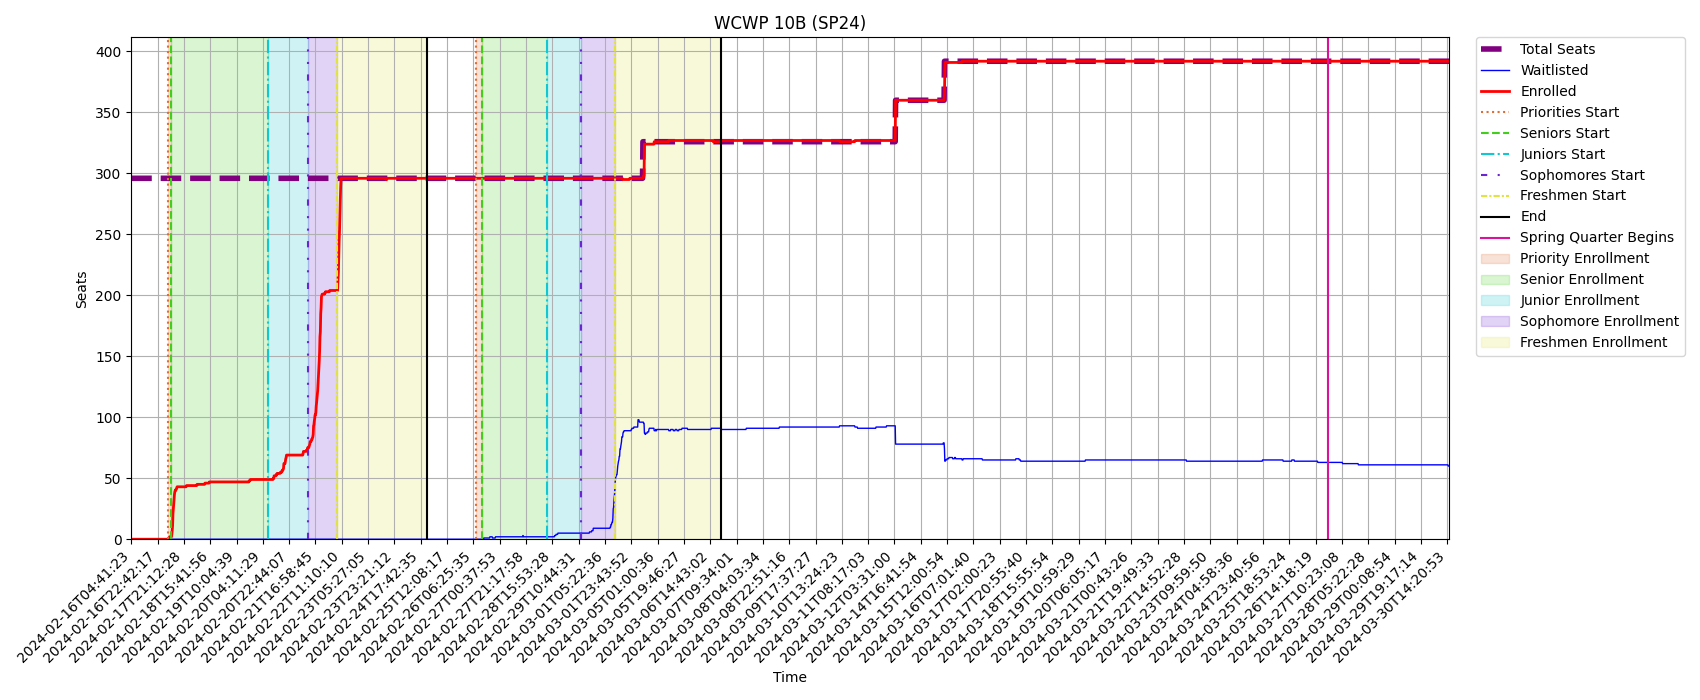 WCWP 10B (SP24)
Seats
400
350
300
250
200
150
100
50
0
2024-02-16T04:41:23
2024-02-16T22:42:17
2024-02-17T21:12:28
2024-02-18T15:41:56
2024-02-19T10:04:39
2024-02-20T04:11:29
2024-02-20T22:44:07
2024-02-21T16:58:45
2024-02-22T11:10:10
2024-02-23T05:27:05
2024-02-23T23:21:12
2024-02-24T17:42:35
2024-02-25T12:08:17
2024-02-26T06:25:35
2024-02-27T00:37:53
2024-02-27T21:17:58
2024-02-28T15:53:28
2024-02-29T10:44:31
2024-03-01T05:22:36
2024-03-01T23:43:52
2024-03-05T01:00:36
2024-03-05T19:46:27
2024-03-06T14:43:02
2024-03-07T09:34:01
2024-03-08T04:03:34
2024-03-08T22:51:16
2024-03-09T17:37:27
2024-03-10T13:24:23
2024-03-11T08:17:03
2024-03-12T03:31:00
2024-03-14T16:41:54
2024-03-15T12:00:54
2024-03-16T07:01:40
2024-03-17T02:00:23
2024-03-17T20:55:40
2024-03-18T15:55:54
2024-03-19T10:59:29
2024-03-20T06:05:17
2024-03-21T00:43:26
2024-03-21T19:49:33
2024-03-22T14:52:28
2024-03-23T09:59:50
2024-03-24T04:58:36
2024-03-24T23:40:56
2024-03-25T18:53:24
2024-03-26T14:18:19
2024-03-27T10:23:08
2024-03-28T05:22:28
2024-03-29T00:08:54
2024-03-29T19:17:14
2024-03-30T14:20:53
Time
Total Seats
Waitlisted
Enrolled
Priorities Start
Seniors Start
Juniors Start
Sophomores Start
Freshmen Start
End
Spring Quarter Begins
Priority Enrollment
Senior Enrollment
Junior Enrollment
Sophomore Enrollment
Freshmen Enrollment